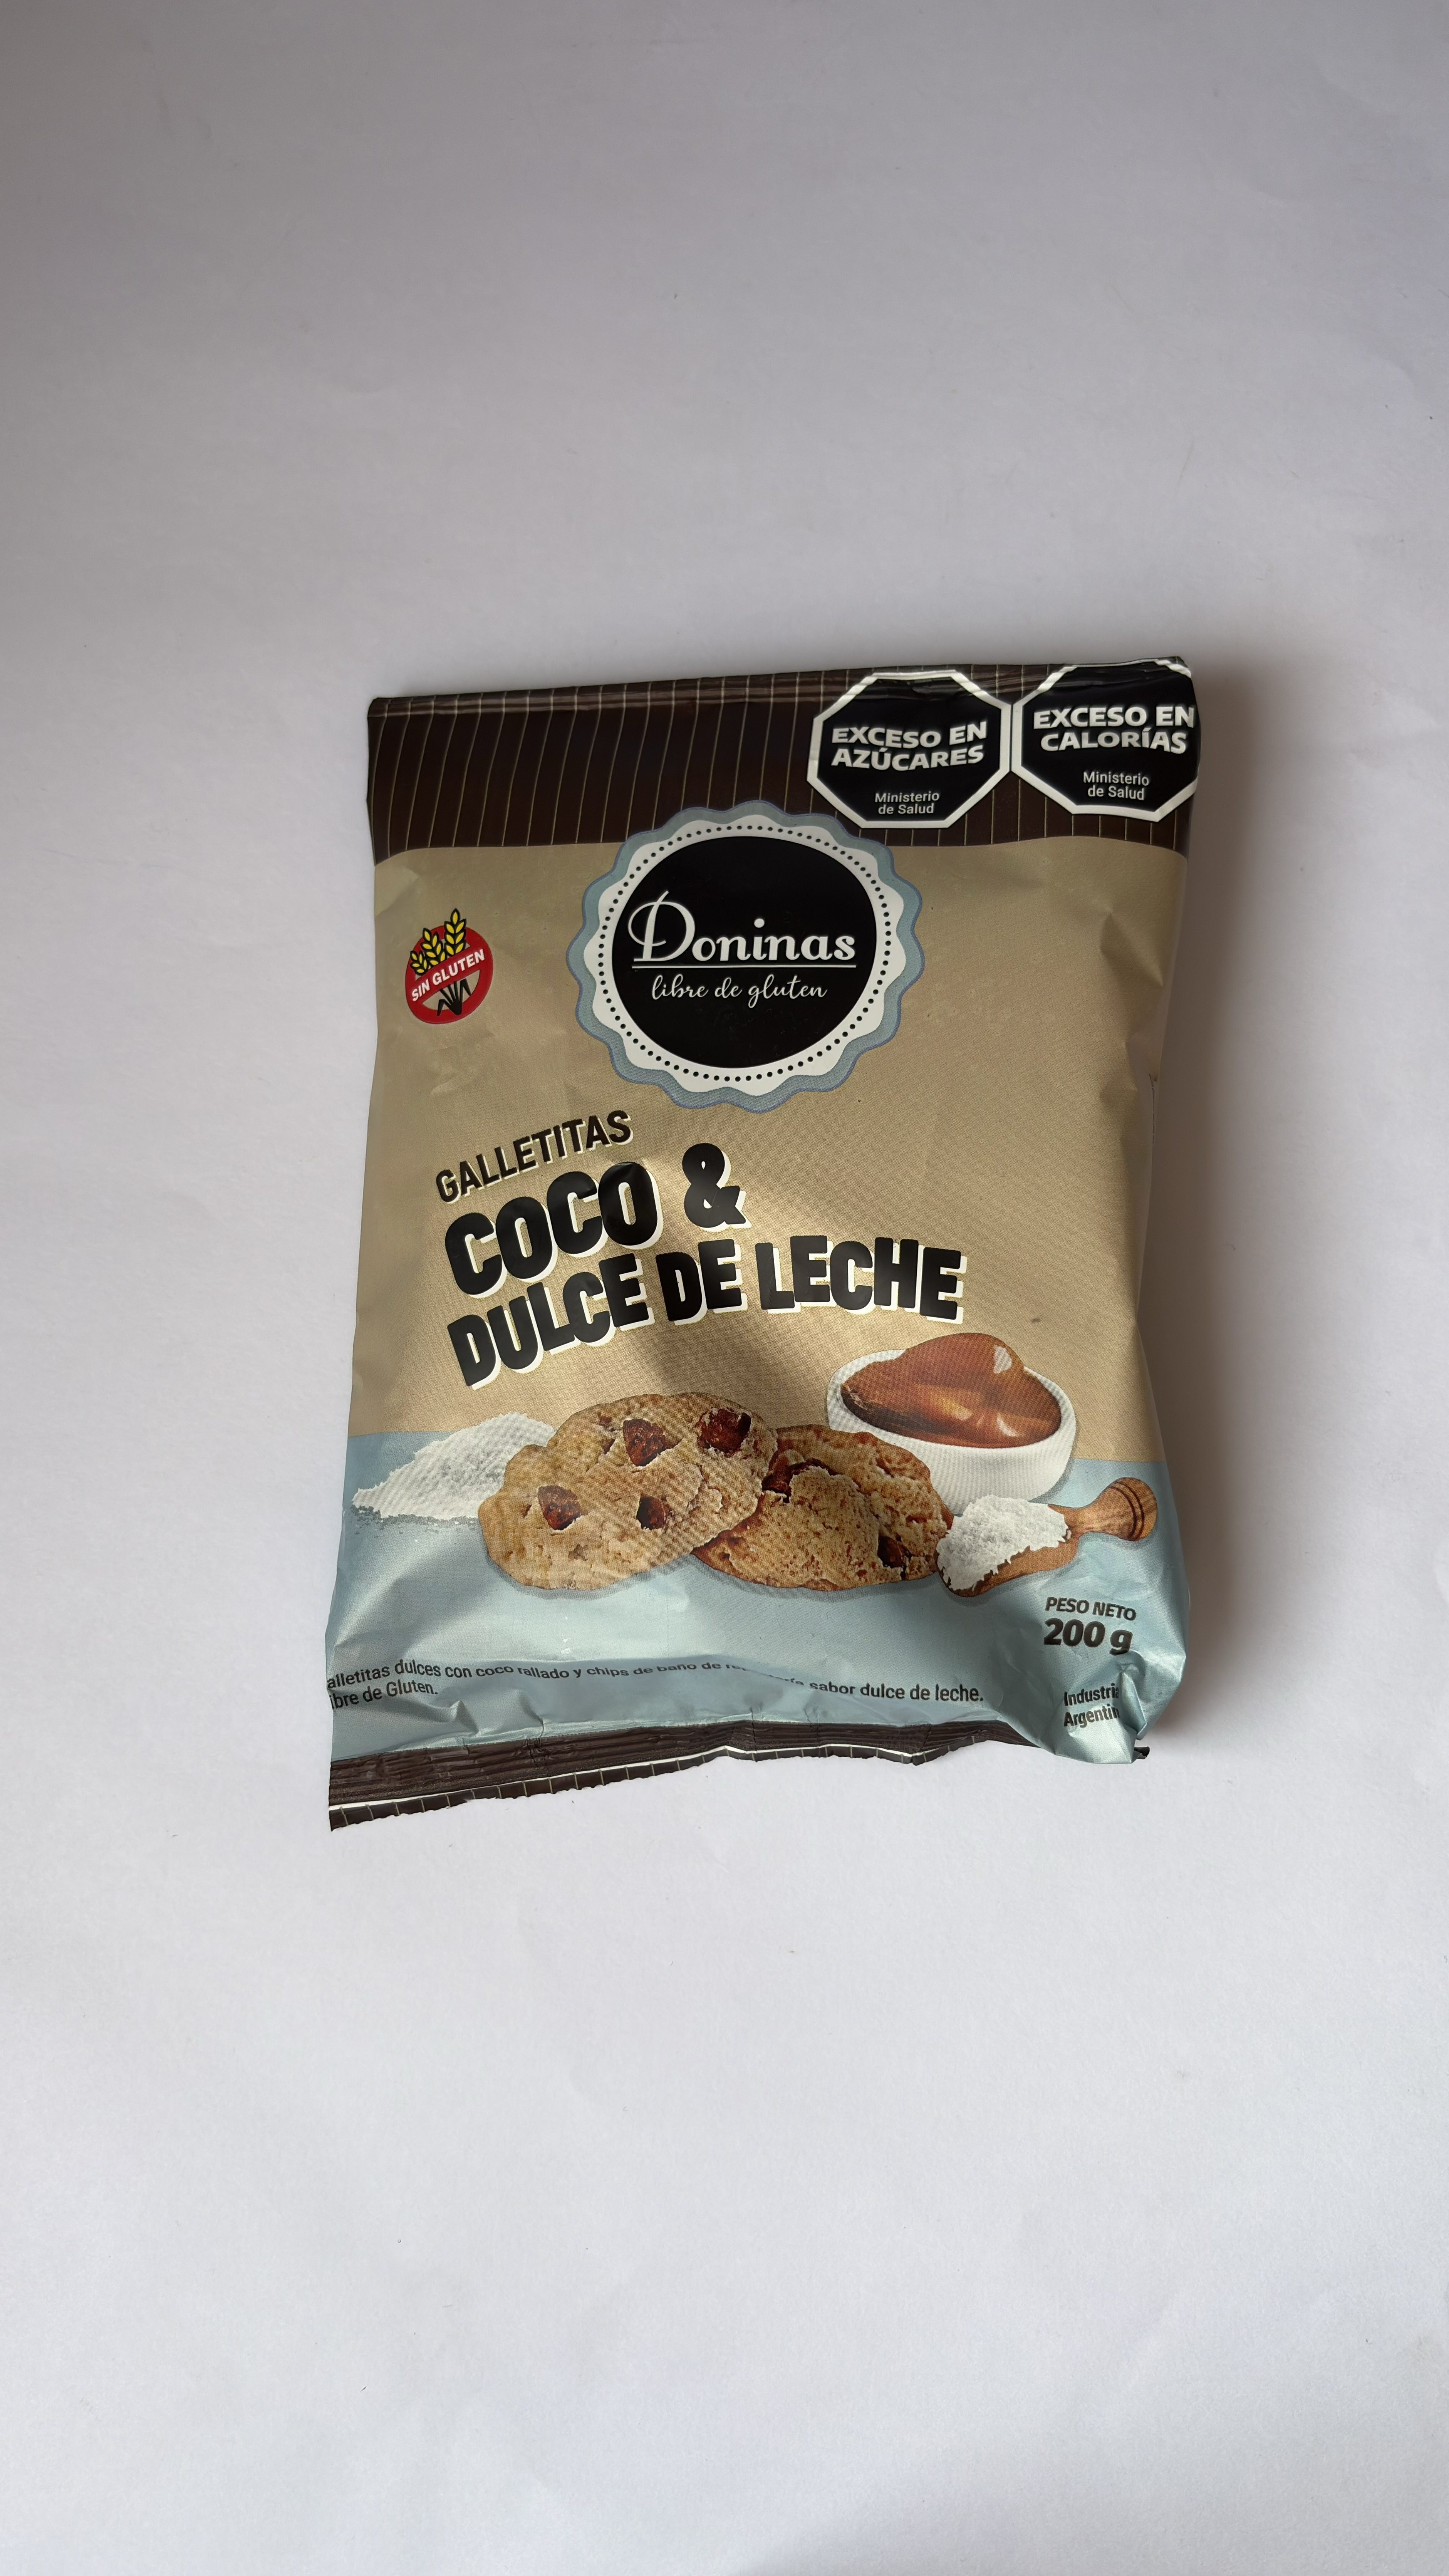 EXCESO EN
AZÚCARES
Ministerio
de Salud
EXCESO EN
CALORÍAS
Ministerio
de Salud
Doninas
libre de gluten
SIN GLUTEN
GALLETITAS
COCO &
DULCE DE LECHE
PESO NETO
200 g
alletitas dulces con coco rallado y chips de baño de sabor dulce de leche.
ibre de Gluten.
Industri
Argentin